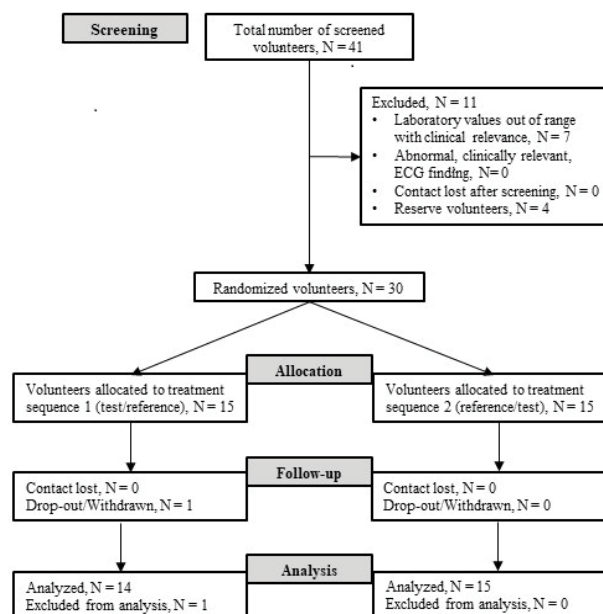 Screening
Total number of screened
volunteers, N = 41
Excluded, N = 11
• Laboratory values out of range
with clinical relevance, N = 7
• Abnormal, clinically relevant,
ECG finding, N= 0
• Contact lost after screening, N = 0
• Reserve volunteers, N = 4
Randomized volunteers, N = 30
Allocation
Volunteers allocated to treatment
sequence 1 (test/reference), N = 15
Volunteers allocated to treatment
sequence 2 (reference/test), N = 15
Follow-up
Contact lost, N = 0
Drop-out/Withdrawn, N = 1
Contact lost, N = 0
Drop-out/Withdrawn, N = 0
Analysis
Analyzed, N = 14
Excluded from analysis, N = 1
Analyzed, N = 15
Excluded from analysis, N = 0